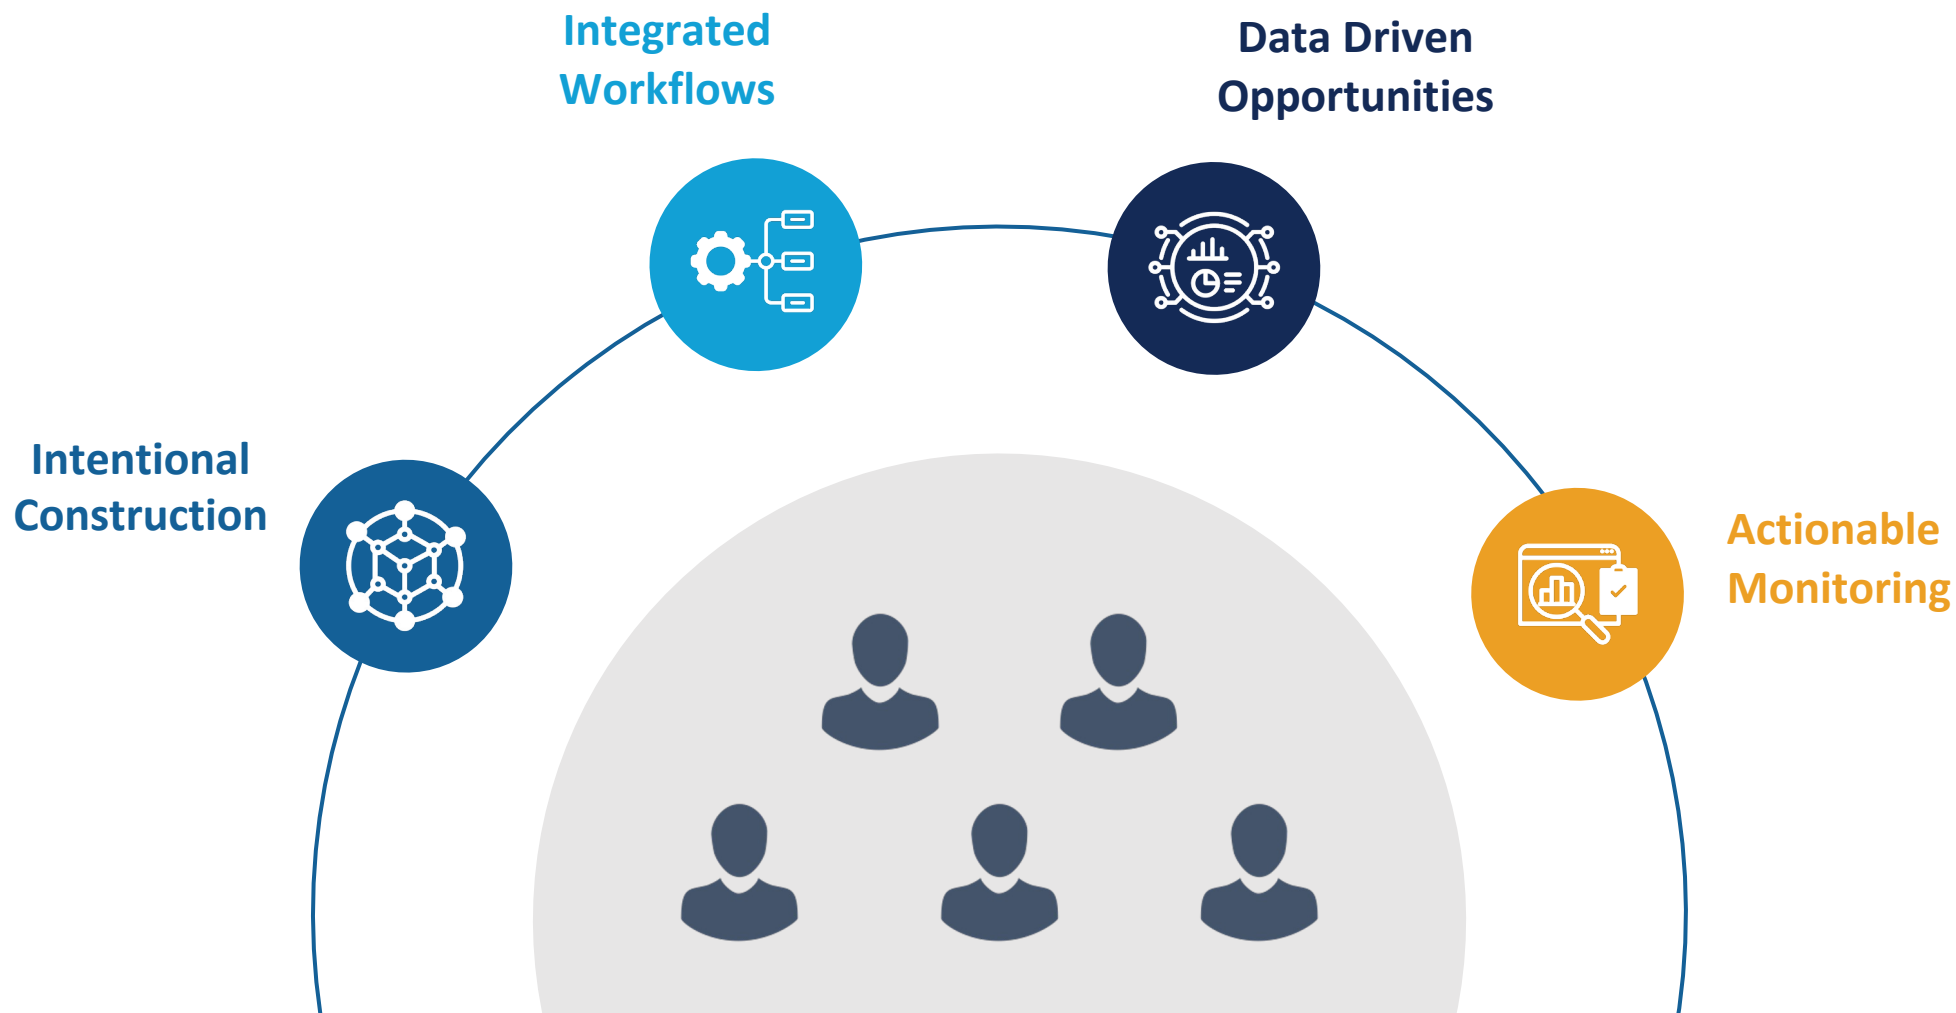 Integrated
Workflows
Data Driven
Opportunities
Intentional
Construction
Actionable
Monitoring